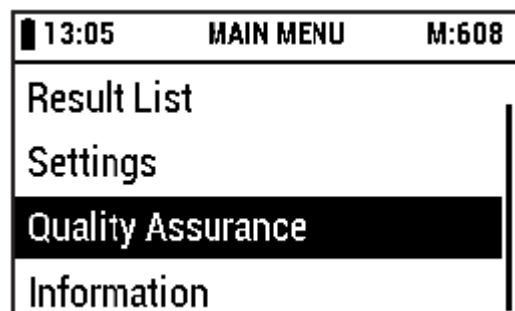 13:05 MAIN MENU M:608
Result List
Settings
Quality Assurance
Information